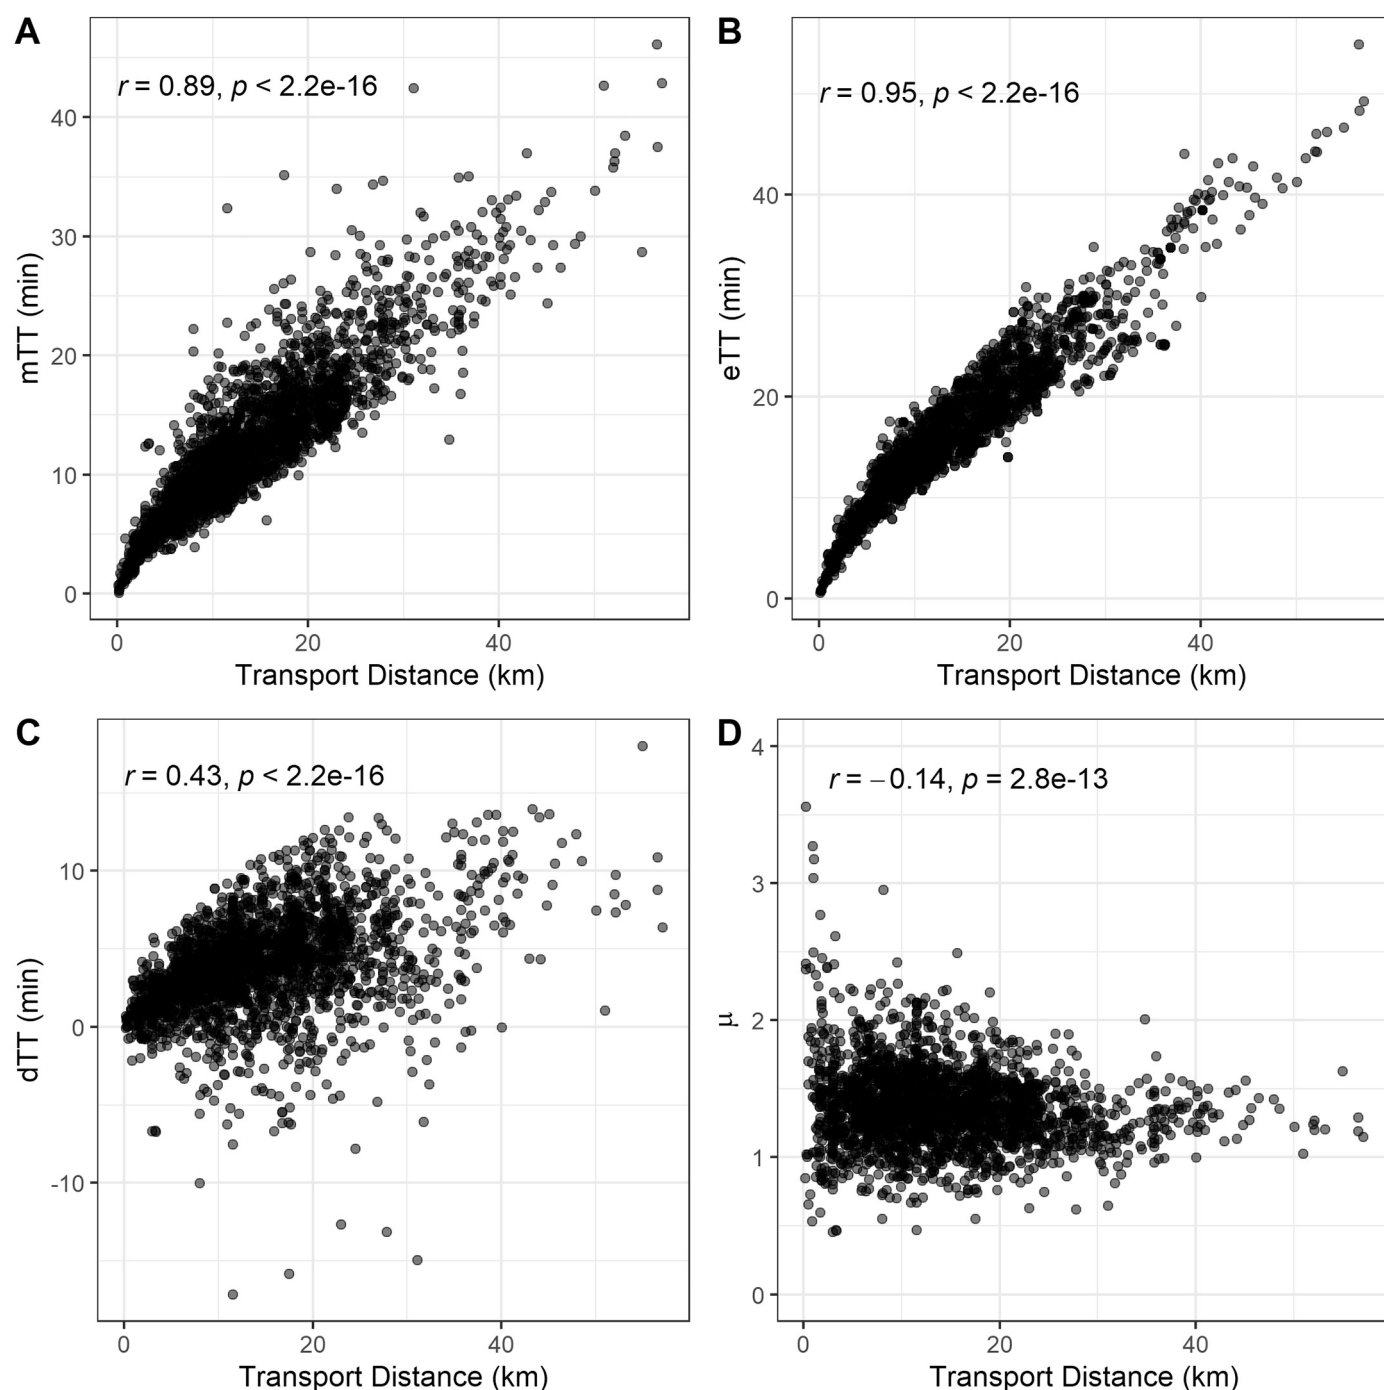 A
r = 0.89, p < 2.2e-16
mTT (min)
40
30
20
10
0
0 20 40
Transport Distance (km)
B
r = 0.95, p < 2.2e-16
eTT (min)
40
20
0
0 20 40
Transport Distance (km)
C
r = 0.43, p < 2.2e-16
dTT (min)
10
0
-10
0 20 40
Transport Distance (km)
D
r = −0.14, p = 2.8e-13
μ
4
3
2
1
0
0 20 40
Transport Distance (km)